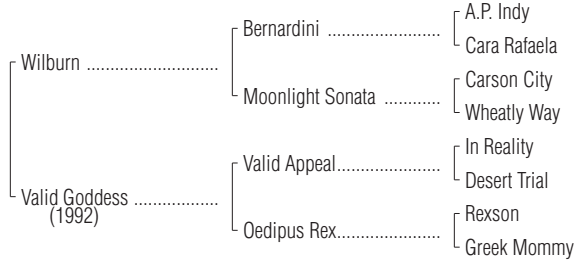 A.P. Indy
Bernardini ........................
Cara Rafaela
Wilburn ............................
Carson City
Moonlight Sonata ............
Wheatly Way
In Reality
Valid Appeal......................
Desert Trial
Valid Goddess ..................
(1992)
Rexson
Oedipus Rex......................
Greek Mommy